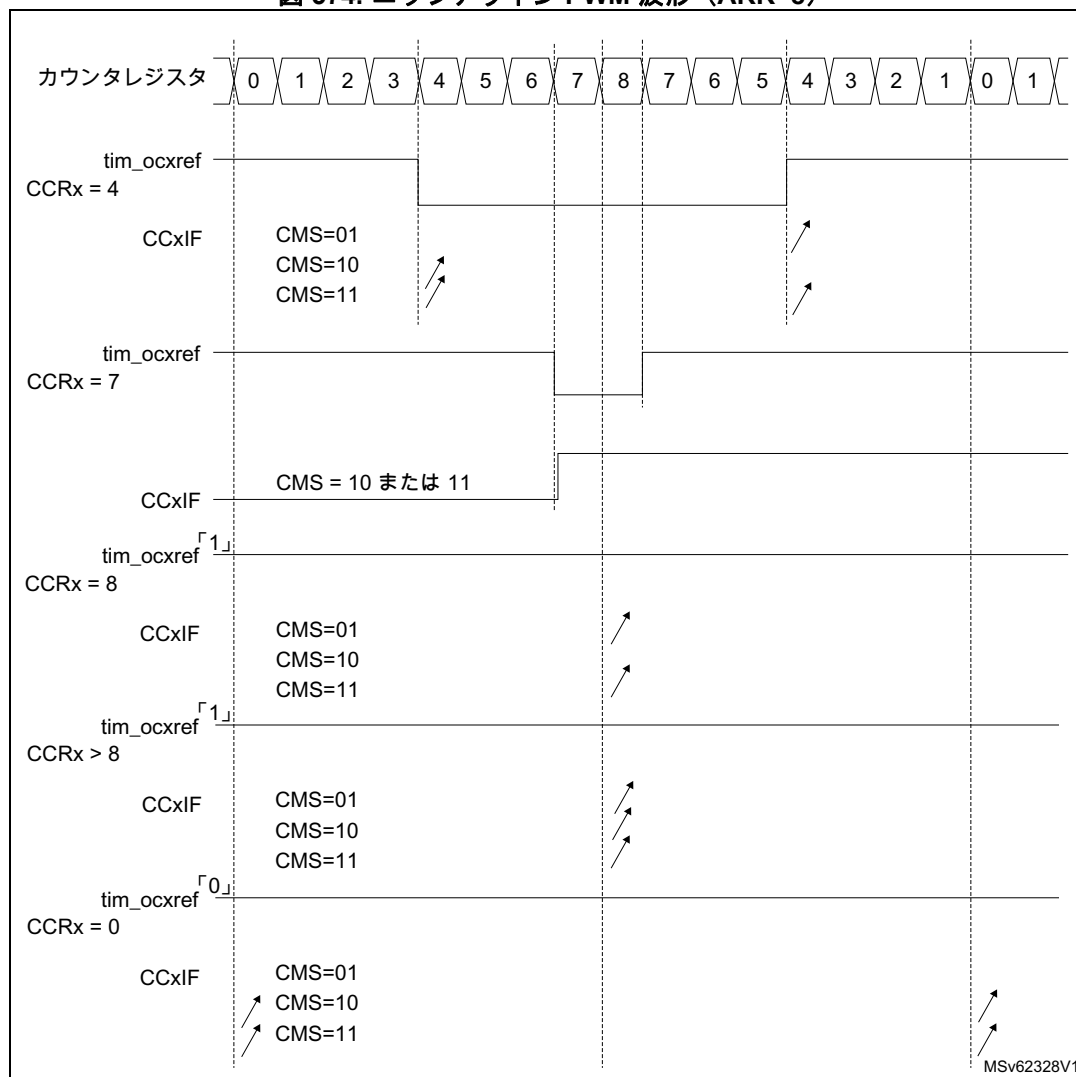 カウンタレジスタ 0 1 2 3 4 5 6 7 8 7 6 5 4 3 2 1 0 1
tim_ocxref
CCRx = 4
CCxIF
CMS=01
CMS=10
CMS=11
tim_ocxref
CCRx = 7
CMS = 10 または 11
CCxIF
tim_ocxref「1」
CCRx = 8
CCxIF
CMS=01
CMS=10
CMS=11
tim_ocxref「1」
CCRx > 8
CCxIF
CMS=01
CMS=10
CMS=11
tim_ocxref「0」
CCRx = 0
CCxIF
CMS=01
CMS=10
CMS=11
MSv62328V1